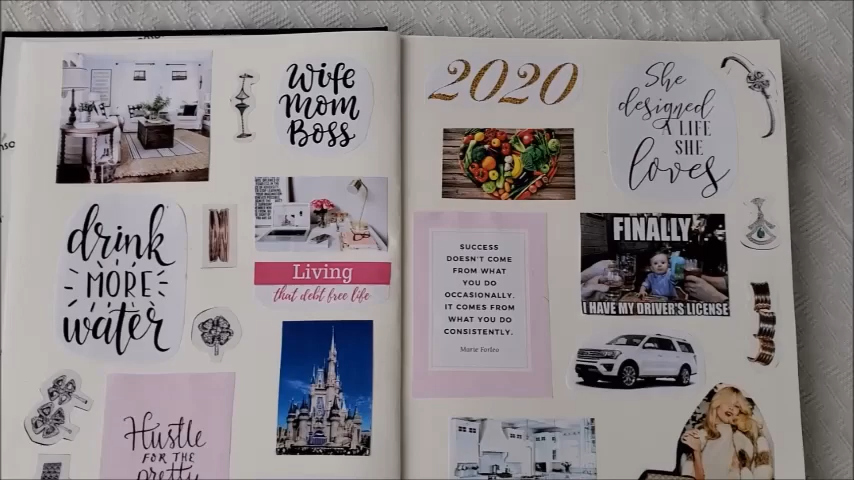 wife
mom
Boss
drink
MORE
water
Living
that debt free life
Hustle
FOR THE
pretty
2020
She
designed
A LIFE
SHE
loves
SUCCESS
DOESN'T COME
FROM WHAT
YOU DO
OCCASIONALLY.
IT COMES FROM
WHAT YOU DO
CONSISTENTLY.
Marie Forleo
FINALLY
I HAVE MY DRIVER'S LICENSE